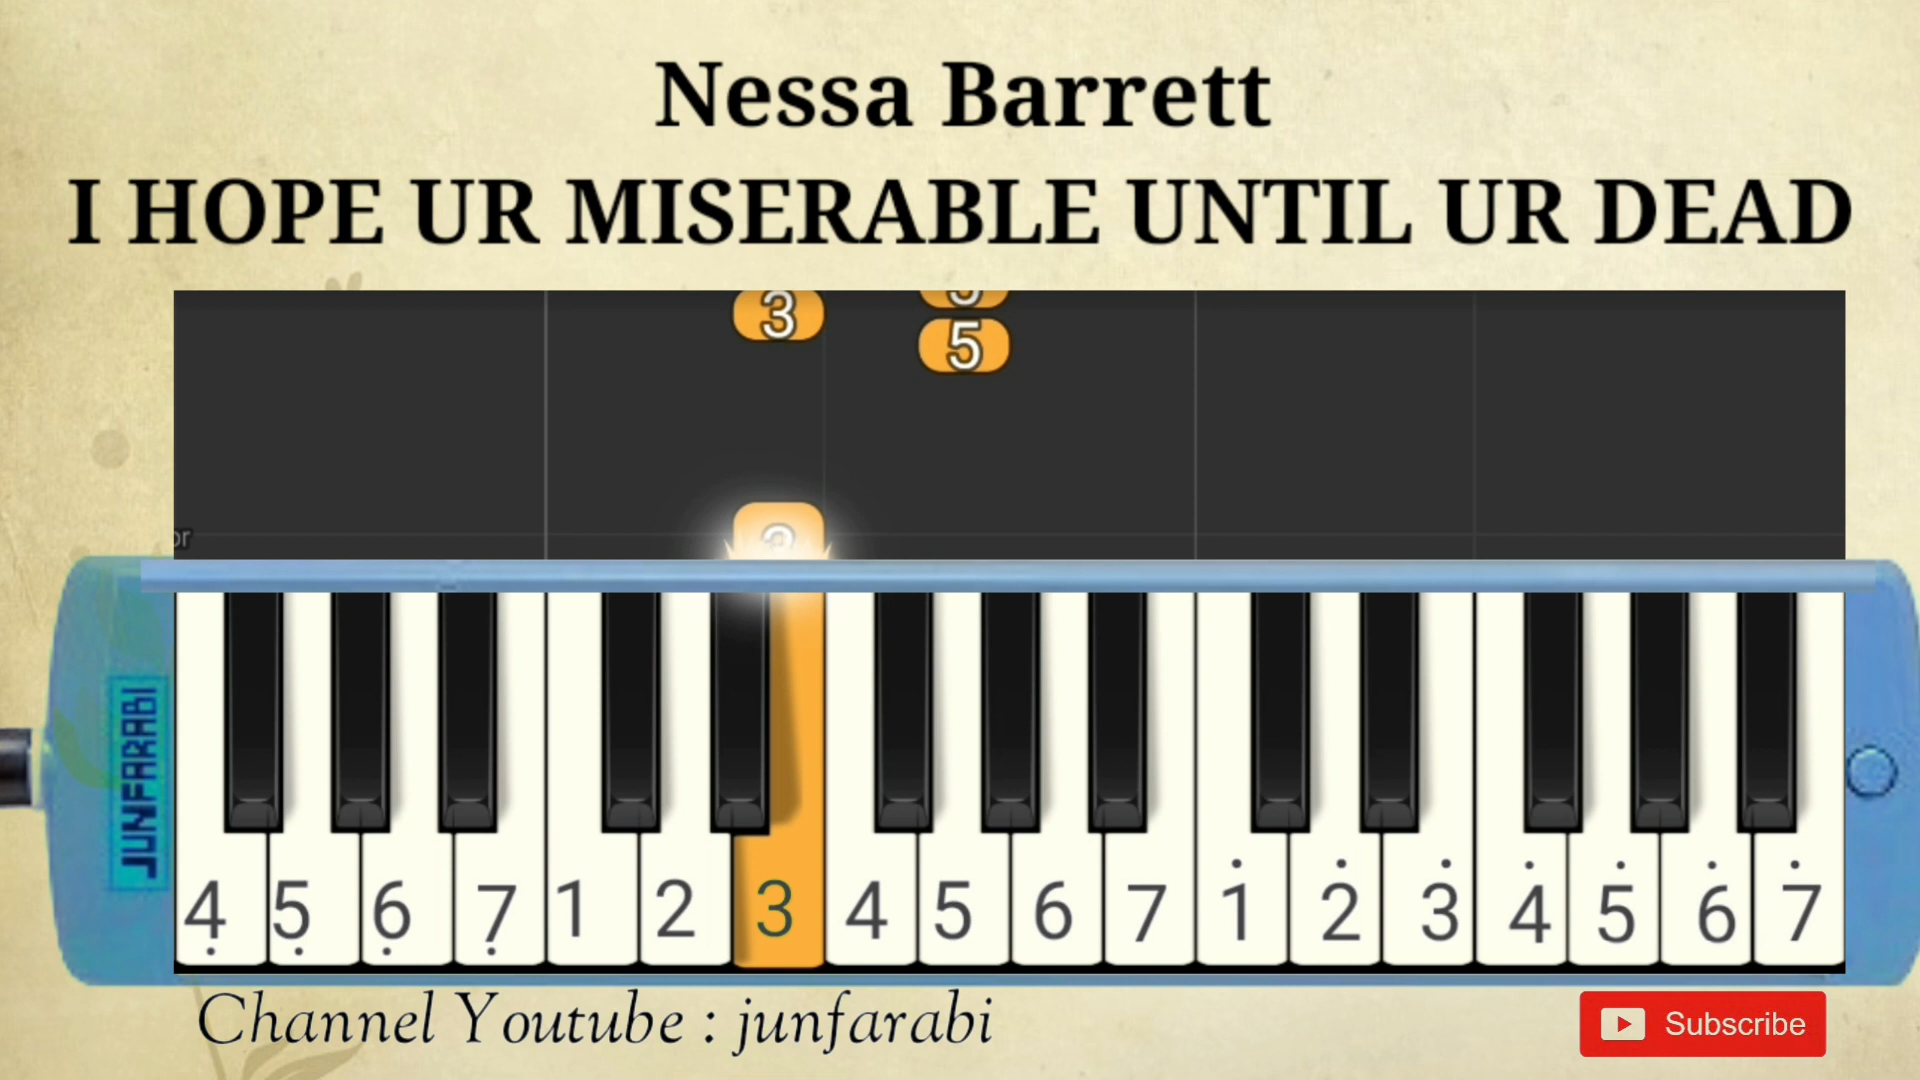 Nessa Barrett
I HOPE UR MISERABLE UNTIL UR DEAD
3
5
or
JUNFARABI
4 5 6 7 1 2 3 4 5 6 7 1 2 3 4 5 6 7
Channel Youtube : junfarabi
Subscribe